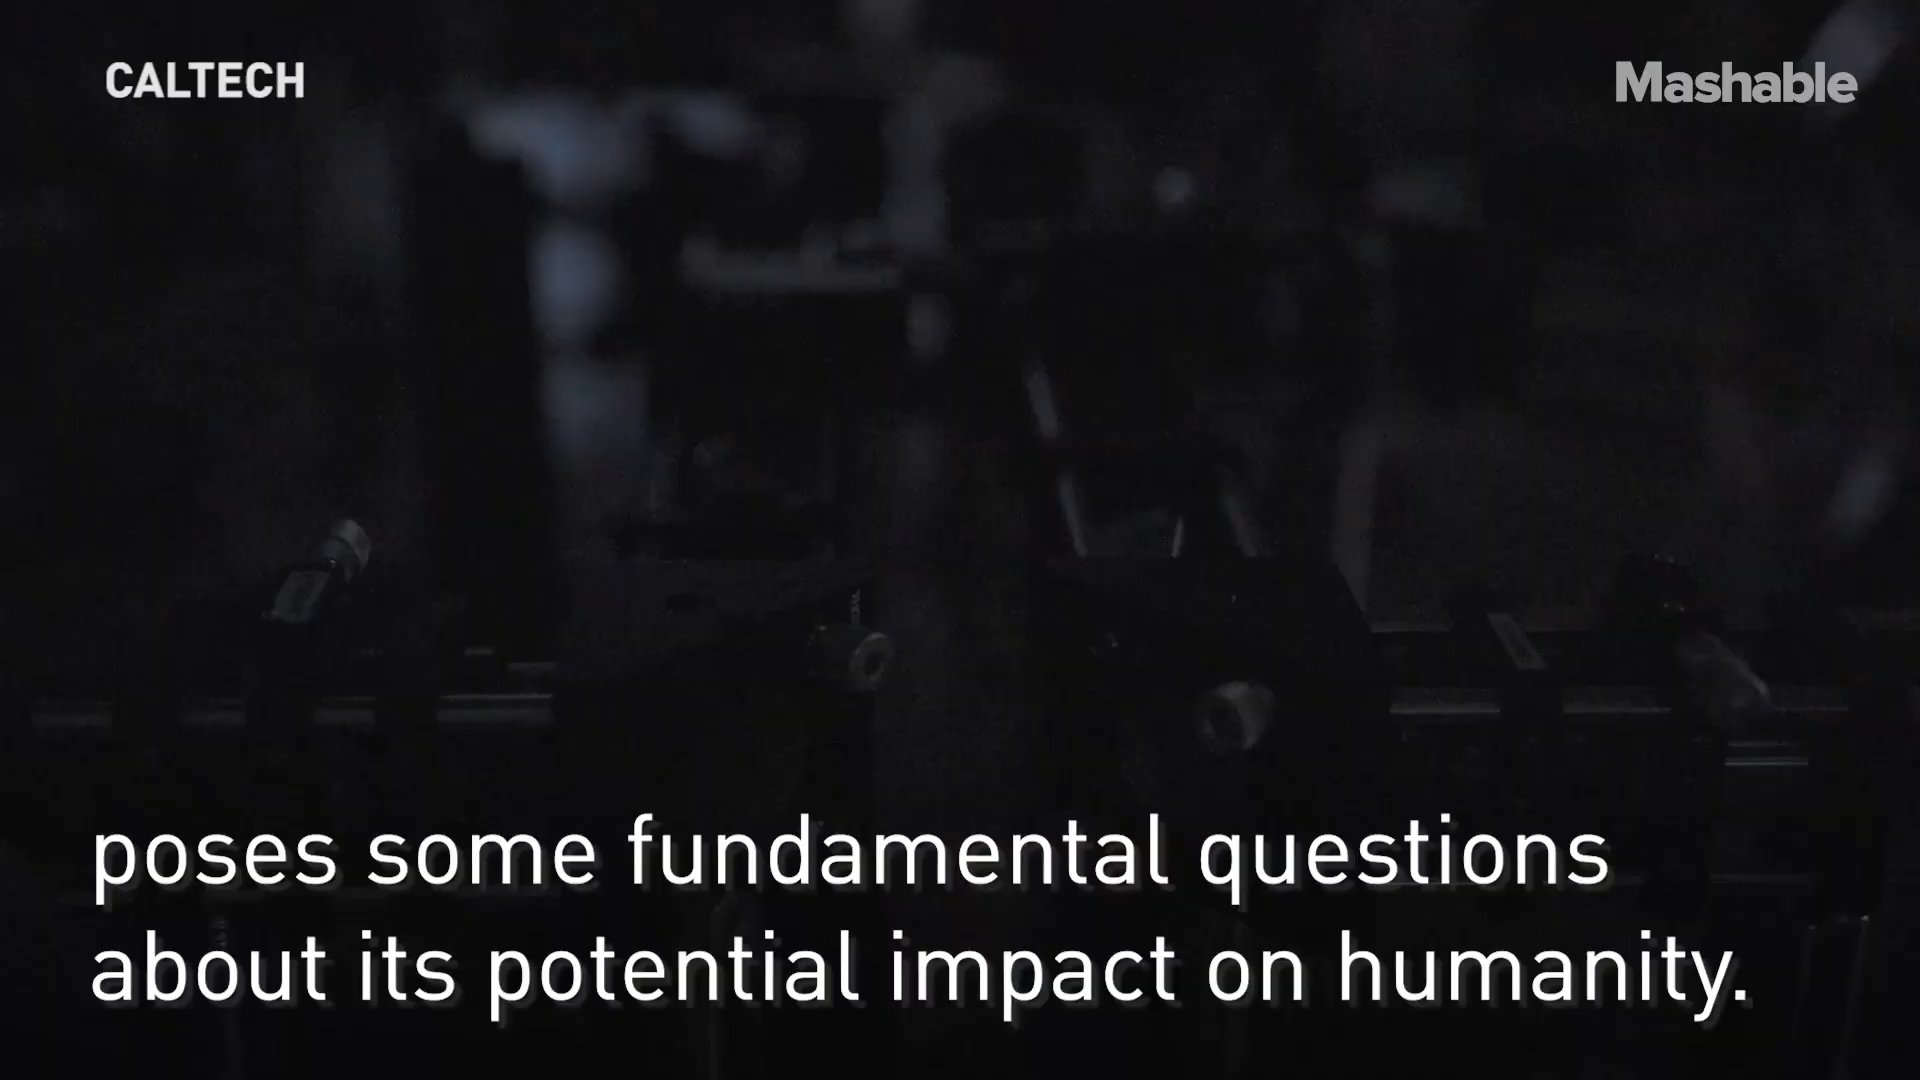 CALTECH
Mashable
poses some fundamental questions
about its potential impact on humanity.